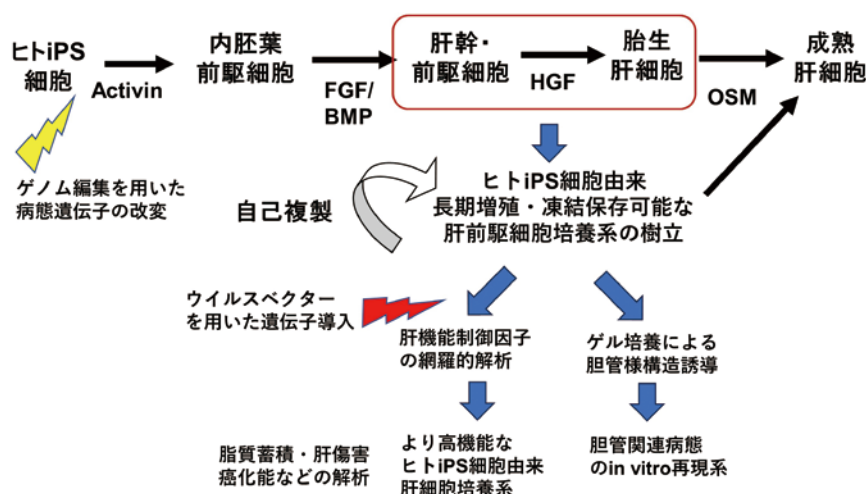 ヒトiPS
細胞
Activin
内胚葉
前駆細胞
FGF/
BMP
肝幹・
前駆細胞
HGF
胎生
肝細胞
OSM
成熟
肝細胞
ゲノム編集を用いた
病態遺伝子の改変
自己複製
ヒトiPS細胞由来
長期増殖・凍結保存可能な
肝前駆細胞培養系の樹立
ウイルスベクター
を用いた遺伝子導入
肝機能制御因子
の網羅的解析
ゲル培養による
胆管様構造誘導
脂質蓄積・肝傷害
癌化能などの解析
より高機能な
ヒトiPS細胞由来
肝細胞培養系
胆管関連病態
のin vitro再現系